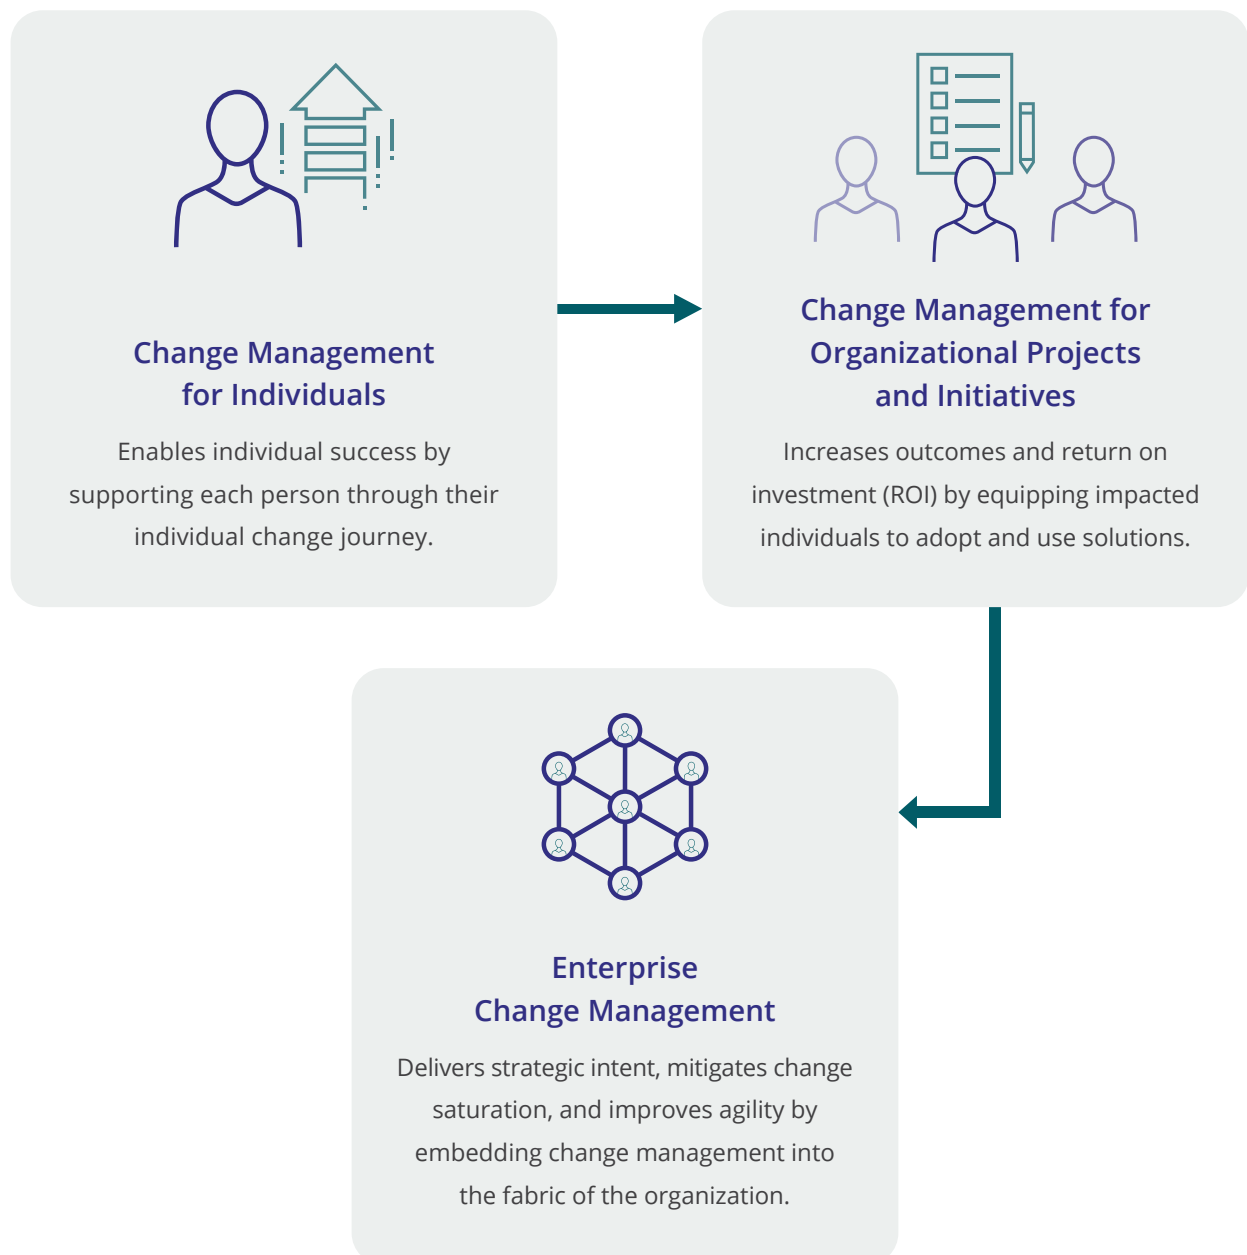 Change Management
for Individuals
Enables individual success by
supporting each person through their
individual change journey.
Change Management for
Organizational Projects
and Initiatives
Increases outcomes and return on
investment (ROI) by equipping impacted
individuals to adopt and use solutions.
Enterprise
Change Management
Delivers strategic intent, mitigates change
saturation, and improves agility by
embedding change management into
the fabric of the organization.